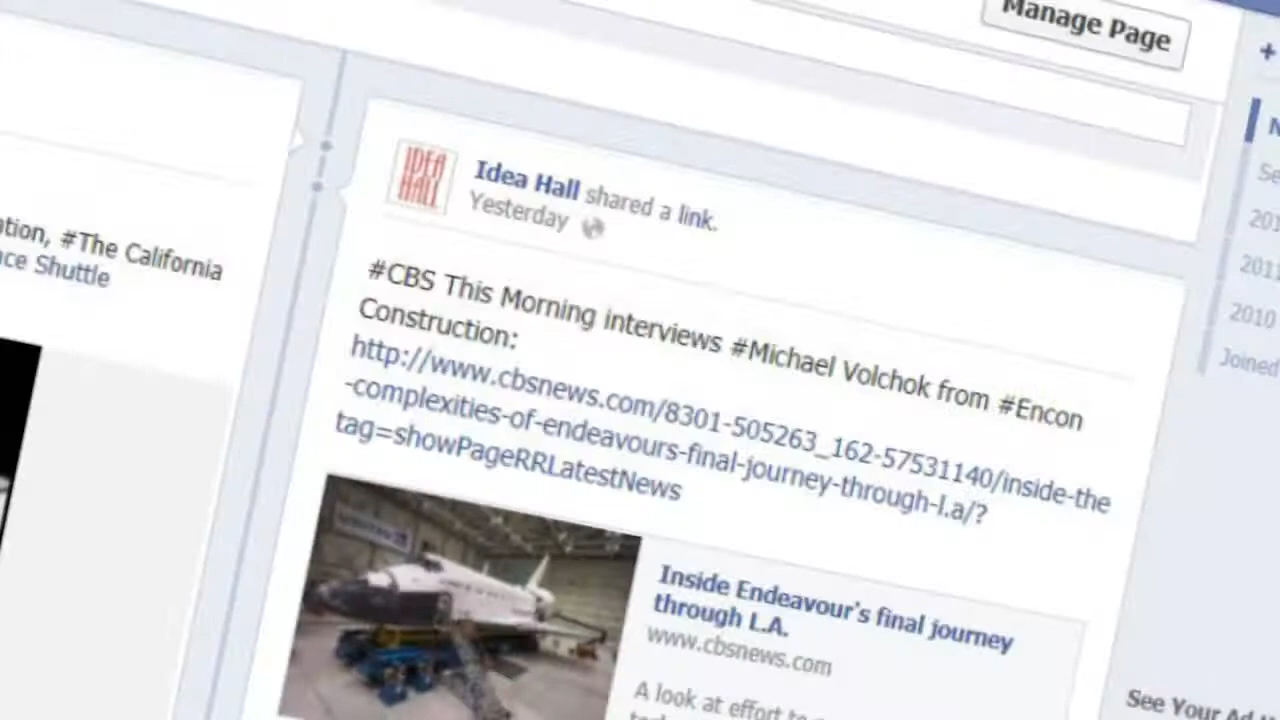 Manage Page
+
IDEA
HALL
Idea Hall shared a link.
Yesterday
#The California
Shuttle
#CBS This Morning interviews #Michael Volchok from #Encon
Construction:
http://www.cbsnews.com/8301-505263_162-57531140/inside-the
-complexities-of-endeavours-final-journey-through-l.a/?
tag=showPageRRLatestNews
Inside Endeavour's final journey
through L.A.
www.cbsnews.com
A look at effort to
2010
Joined
See Your Ad